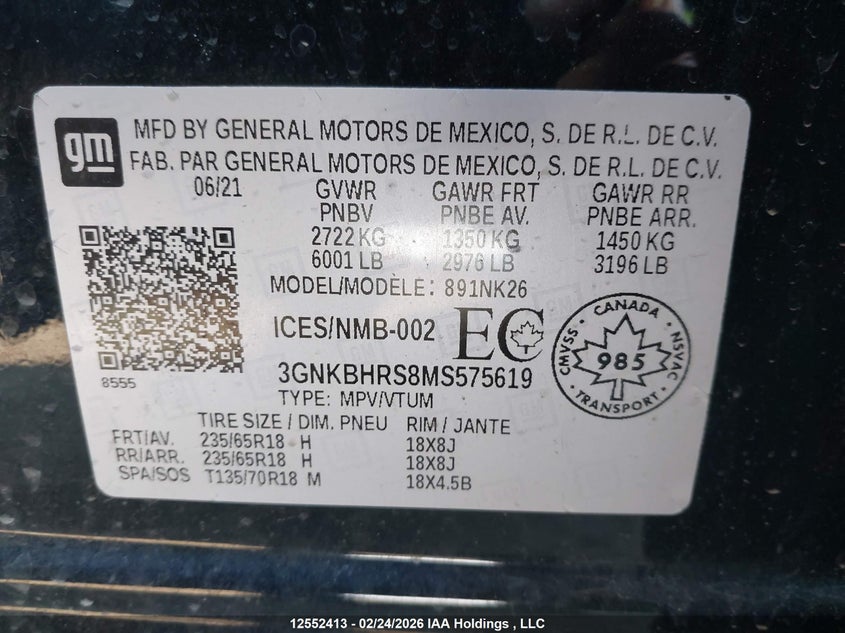 gm
MFD BY GENERAL MOTORS DE MEXICO, S. DE R.L. DE C.V.
FAB. PAR GENERAL MOTORS DE MEXICO, S. DE R.L. DE C.V.
06/21 GVWR GAWR FRT GAWR RR
PNBV PNBE AV. PNBE ARR.
2722 KG 1350 KG 1450 KG
6001 LB 2976 LB 3196 LB
MODEL/MODÈLE: 891NK26
ICES/NMB-002 EC
CANADA
CMVSS 985 NSVAC
TRANSPORT
8555
3GNKBHRS8MS575619
TYPE: MPV/VTUM
TIRE SIZE / DIM. PNEU RIM / JANTE
FRT/AV. 235/65R18 H 18X8J
RR/ARR. 235/65R18 H 18X8J
SPA/SOS T135/70R18 M 18X4.5B
12552413 - 02/24/2026 IAA Holdings , LLC